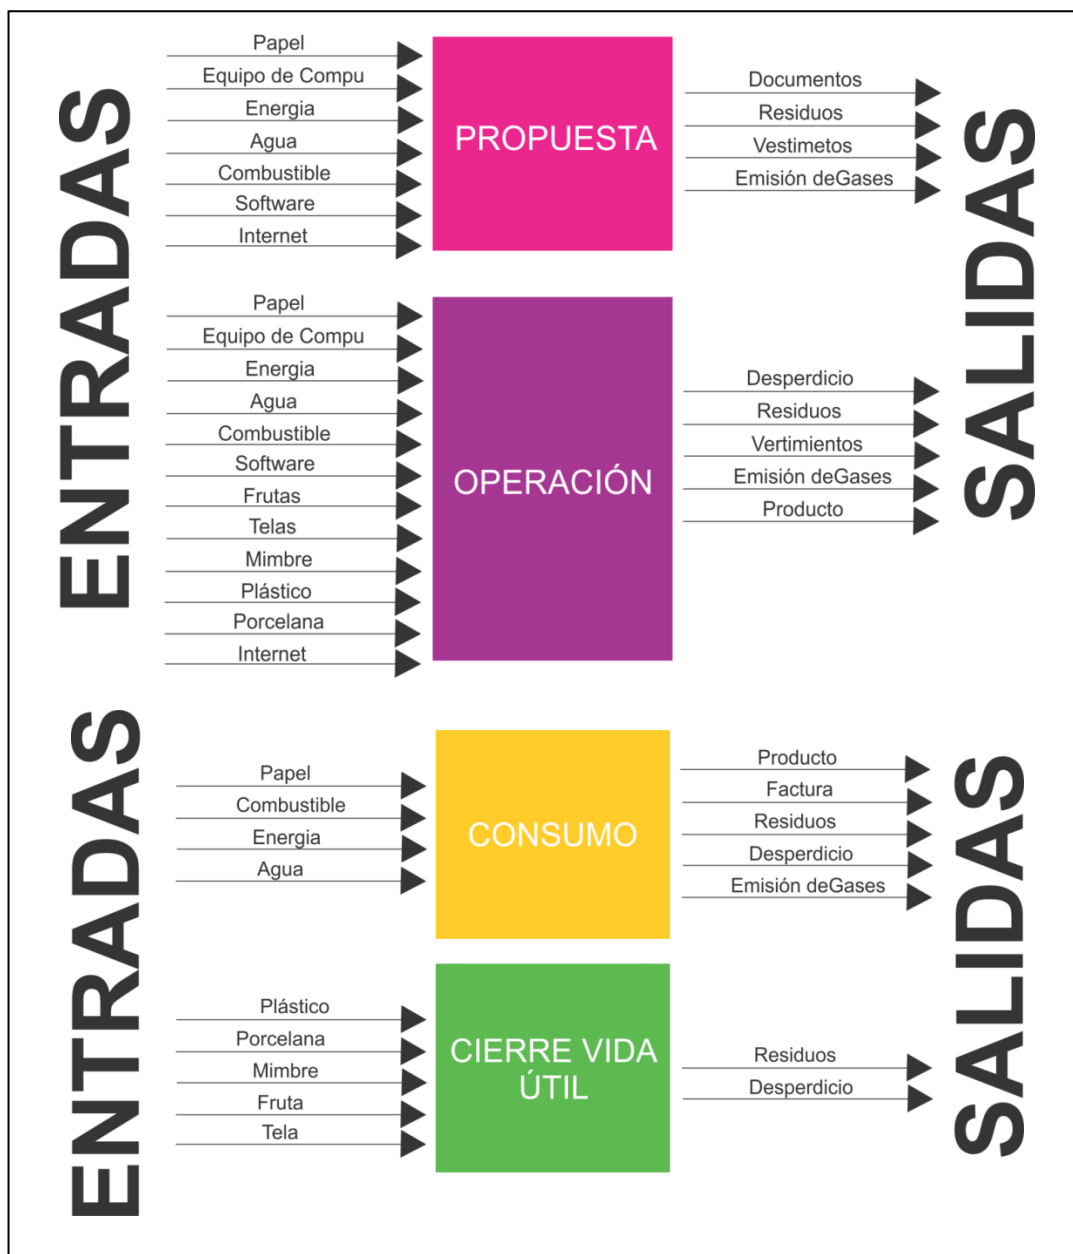 ENTRADAS
Papel
Equipo de Compu
Energia
Agua
Combustible
Software
Internet
PROPUESTA
Documentos
Residuos
Vestimetos
Emisión deGases
SALIDAS
Papel
Equipo de Compu
Energia
Agua
Combustible
Software
Frutas
Telas
Mimbre
Plástico
Porcelana
Internet
OPERACIÓN
Desperdicio
Residuos
Vertimientos
Emisión deGases
Producto
ENTRADAS
Papel
Combustible
Energia
Agua
CONSUMO
Producto
Factura
Residuos
Desperdicio
Emisión deGases
SALIDAS
Plástico
Porcelana
Mimbre
Fruta
Tela
CIERRE VIDA
ÚTIL
Residuos
Desperdicio